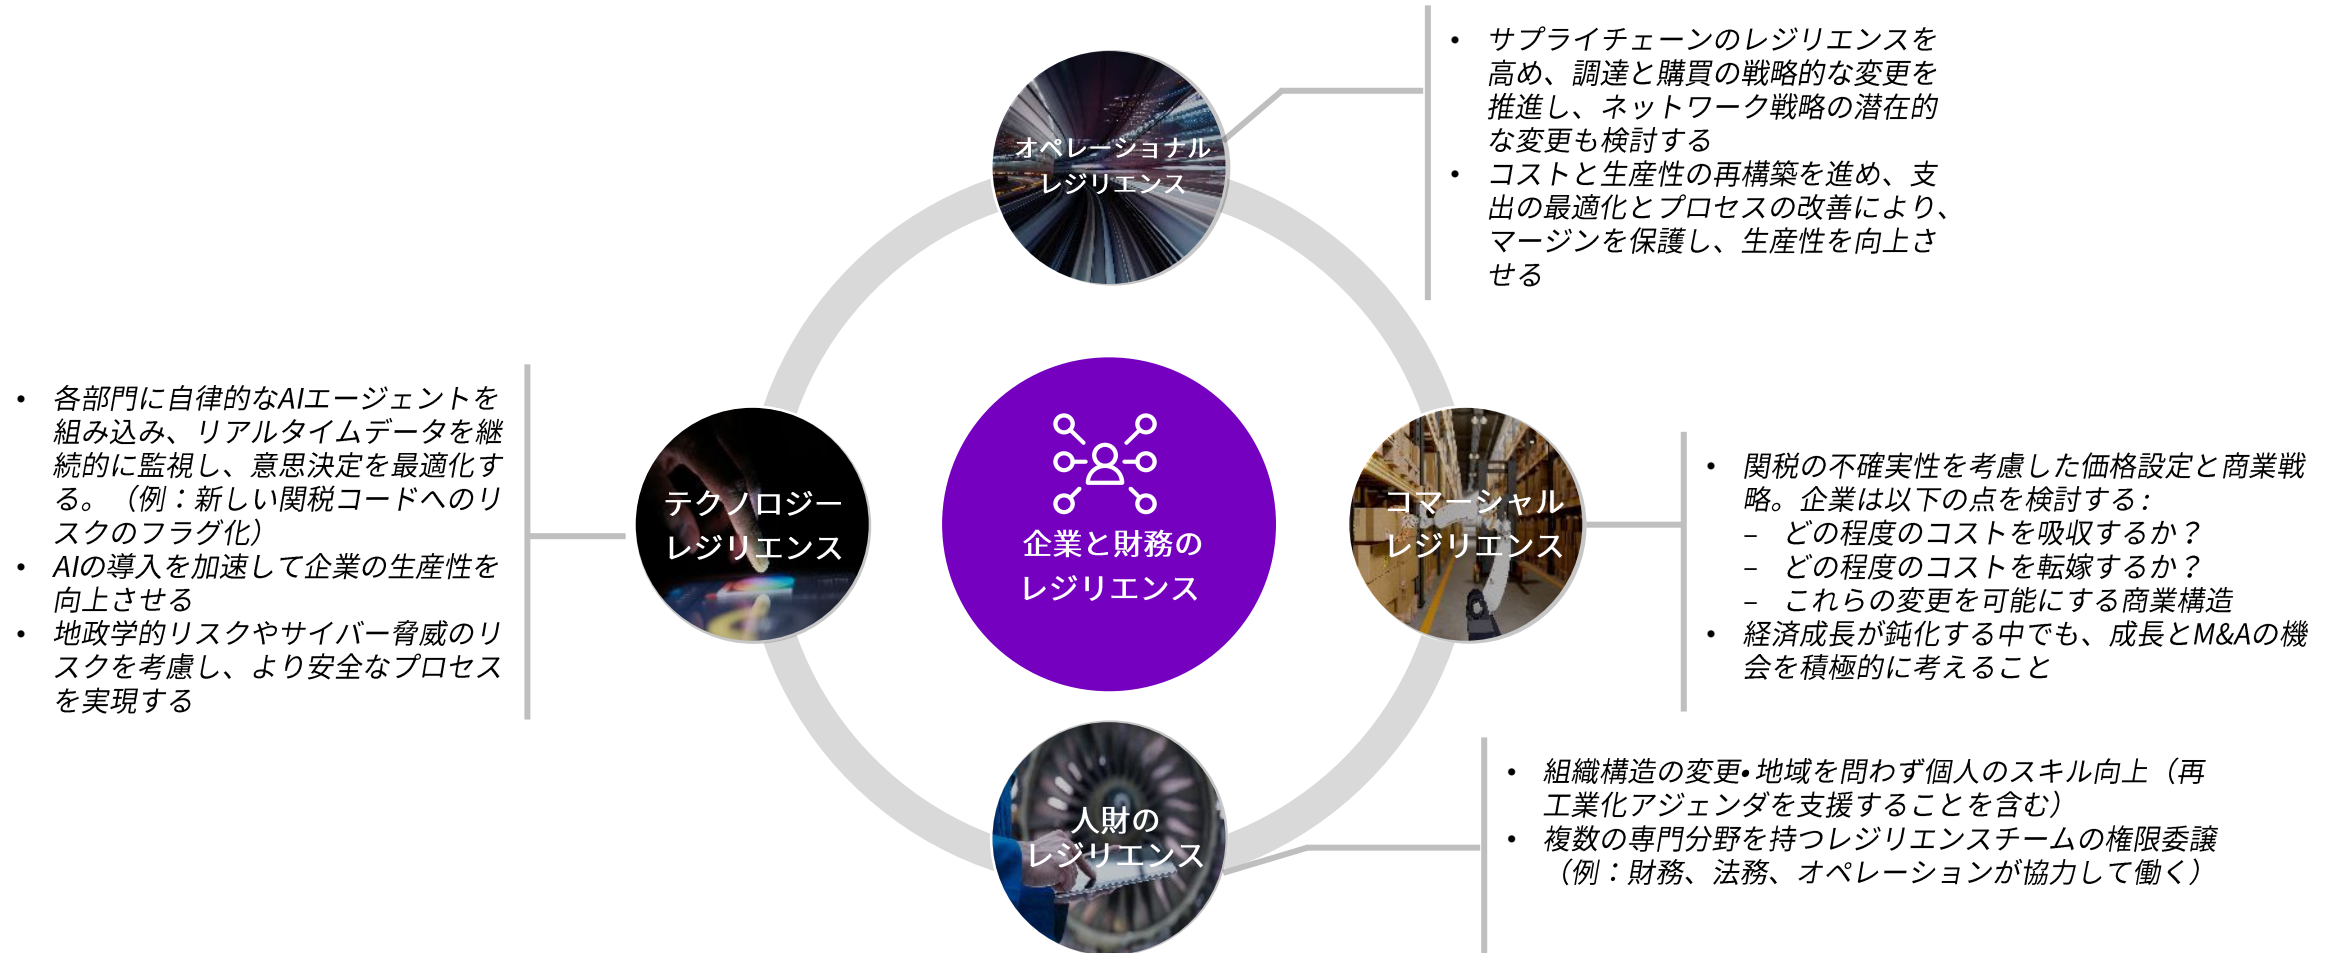 • サプライチェーンのレジリエンスを
高め、調達と購買の戦略的な変更を
推進し、ネットワーク戦略の潜在的
な変更も検討する
• コストと生産性の再構築を進め、支
出の最適化とプロセスの改善により、
マージンを保護し、生産性を向上さ
せる
オペレーショナル
レジリエンス
• 各部門に自律的なAIエージェントを
組み込み、リアルタイムデータを継
続的に監視し、意思決定を最適化す
る。（例：新しい関税コードへのリ
スクのフラグ化）
• AIの導入を加速して企業の生産性を
向上させる
• 地政学的リスクやサイバー脅威のリ
スクを考慮し、より安全なプロセス
を実現する
テクノロジー
レジリエンス
企業と財務の
レジリエンス
コマーシャル
レジリエンス
• 関税の不確実性を考慮した価格設定と商業戦
略。企業は以下の点を検討する:
– どの程度のコストを吸収するか？
– どの程度のコストを転嫁するか？
– これらの変更を可能にする商業構造
• 経済成長が鈍化する中でも、成長とM&Aの機
会を積極的に考えること
人財の
レジリエンス
• 組織構造の変更•地域を問わず個人のスキル向上（再
工業化アジェンダを支援することを含む）
• 複数の専門分野を持つレジリエンスチームの権限委譲
（例：財務、法務、オペレーションが協力して働く）